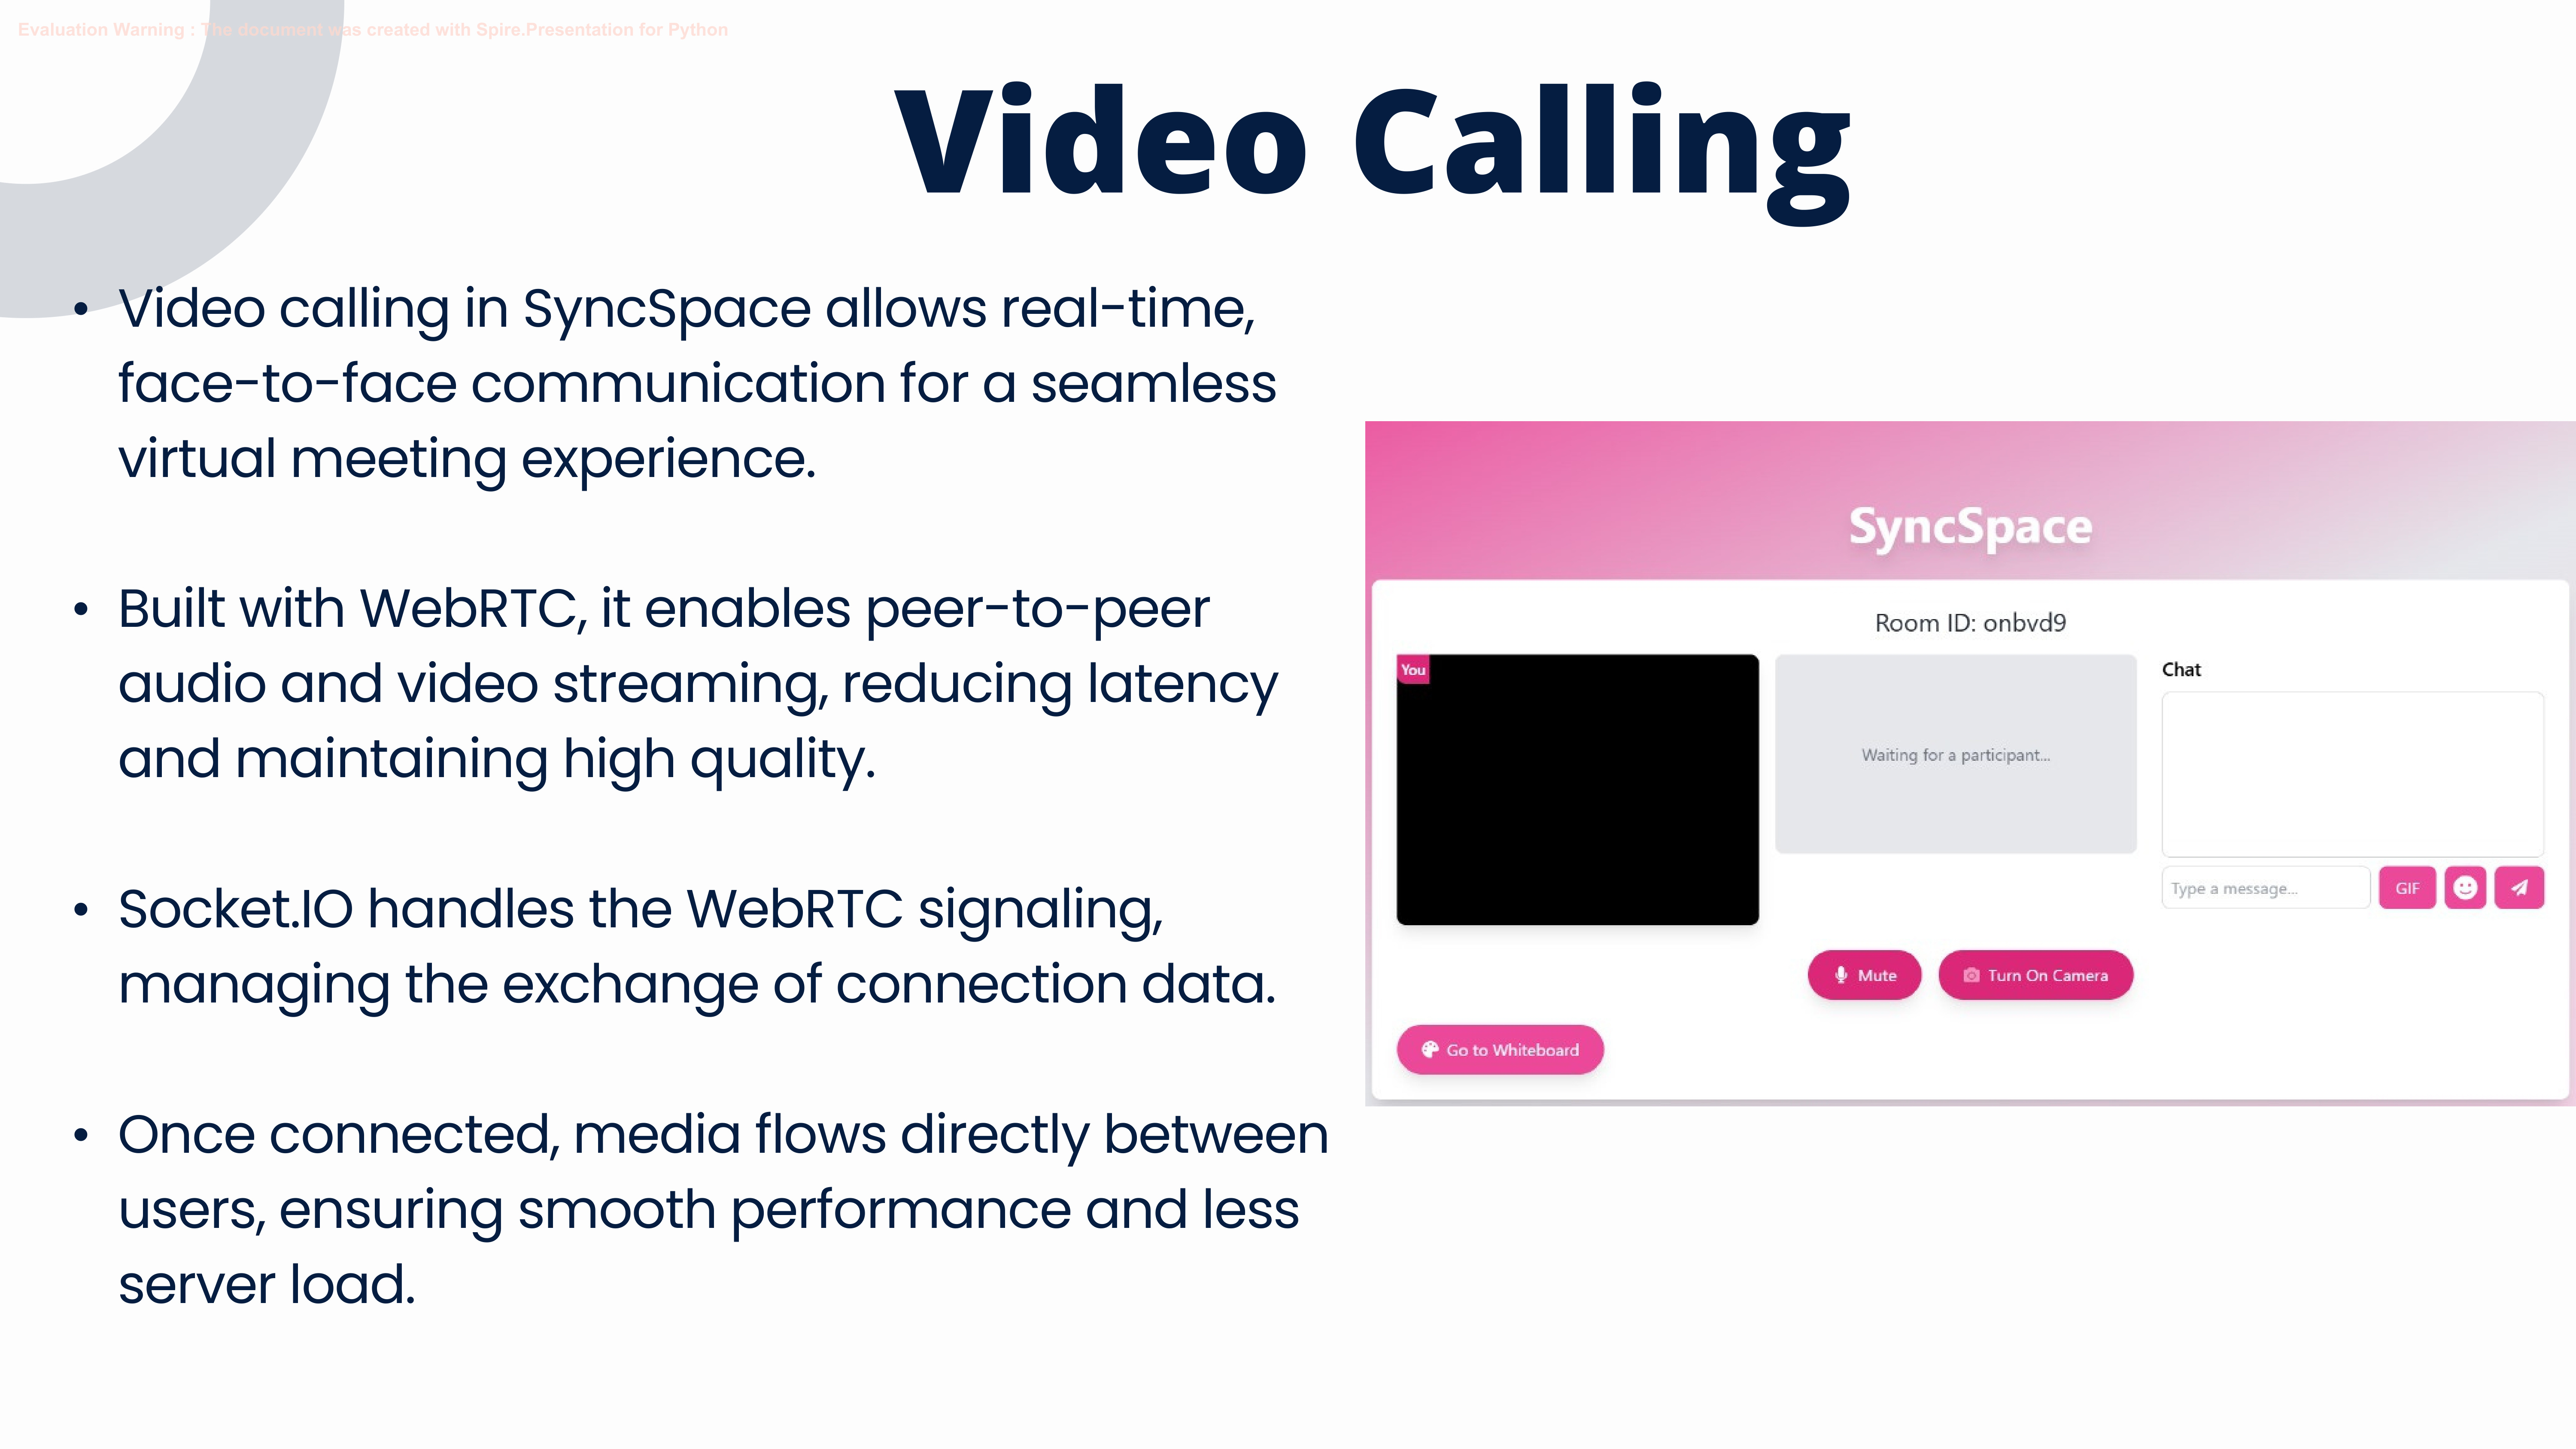 Evaluation Warning : The document was created with Spire.Presentation for Python
Video Calling
• Video calling in SyncSpace allows real-time,
face-to-face communication for a seamless
virtual meeting experience.
• Built with WebRTC, it enables peer-to-peer
audio and video streaming, reducing latency
and maintaining high quality.
• Socket.IO handles the WebRTC signaling,
managing the exchange of connection data.
• Once connected, media flows directly between
users, ensuring smooth performance and less
server load.
SyncSpace
Room ID: onbvd9
You
Waiting for a participant...
Chat
Type a message...
GIF
Mute
Turn On Camera
Go to Whiteboard